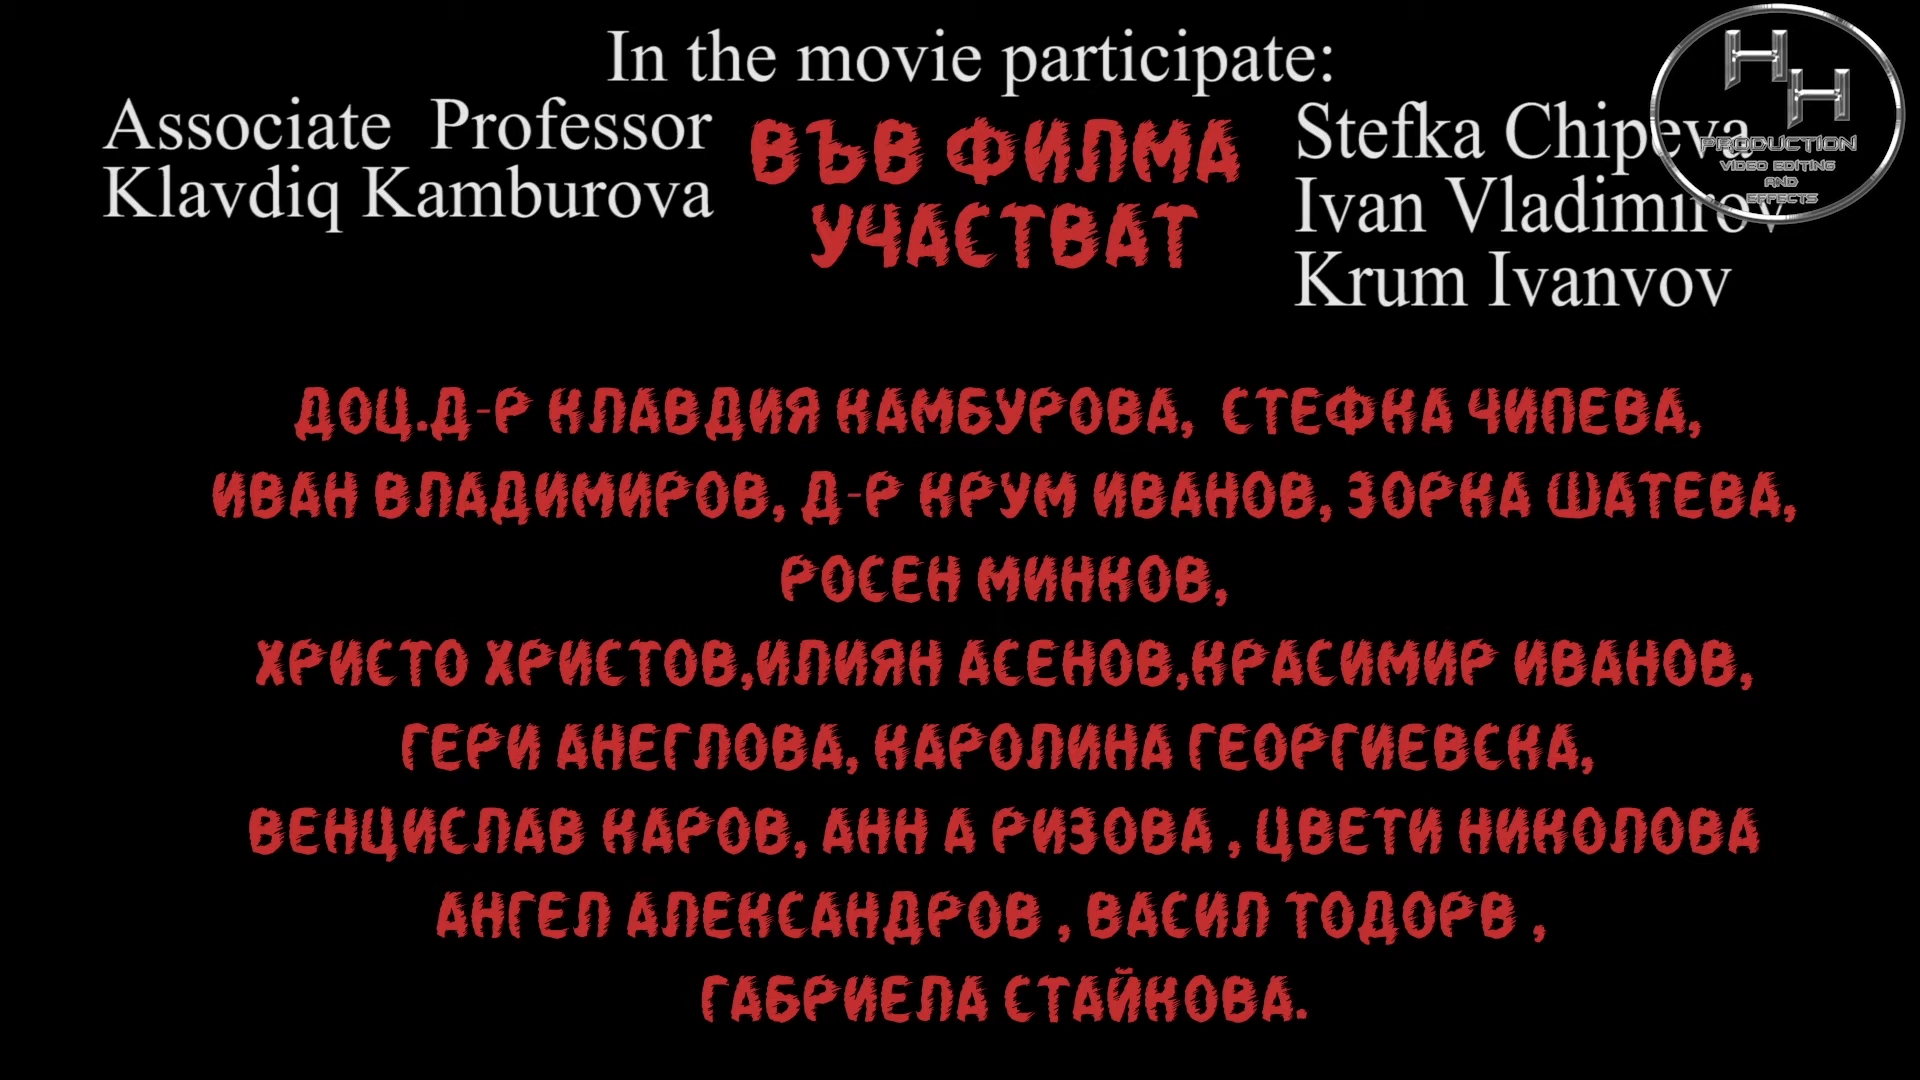 In the movie participate:
Associate Professor
Klavdiq Kamburova
ВЪВ ФИЛМА
УЧАСТВАТ
Stefka Chipeva
Ivan Vladimirov
Krum Ivanvov
H H
PRODUCTION
VIDEO EDITING
AND
EFFECTS
ДОЦ.Д-Р КЛАВДИЯ КАМБУРОВА, СТЕФКА ЧИПЕВА,
ИВАН ВЛАДИМИРОВ, Д-Р КРУМ ИВАНОВ, ЗОРКА ШАТЕВА,
РОСЕН МИНКОВ,
ХРИСТО ХРИСТОВ,ИЛИЯН АСЕНОВ,КРАСИМИР ИВАНОВ,
ГЕРИ АНЕГЛОВА, КАРОЛИНА ГЕОРГИЕВСКА,
ВЕНЦИСЛАВ КАРОВ, АНН А РИЗОВА , ЦВЕТИ НИКОЛОВА
АНГЕЛ АЛЕКСАНДРОВ , ВАСИЛ ТОДОРВ ,
ГАБРИЕЛА СТАЙКОВА.